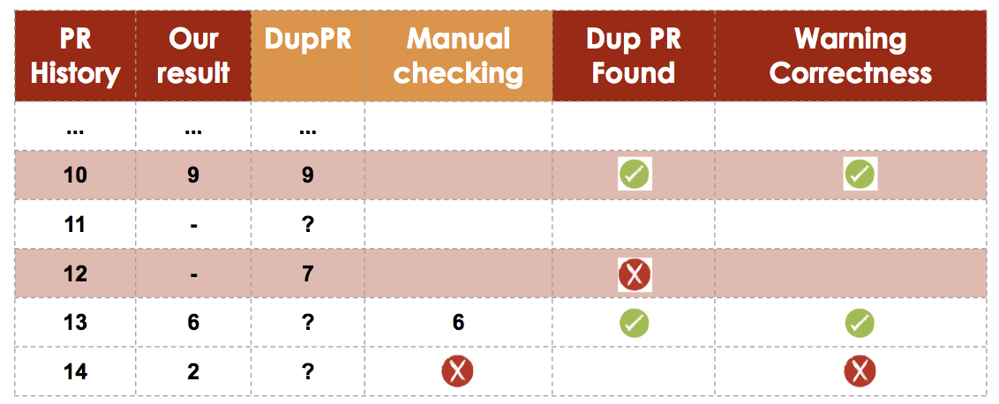 PR History Our result DupPR Manual checking Dup PR Found Warning Correctness
... ... ...
10 9 9
11 - ?
12 - 7
13 6 ? 6
14 2 ?